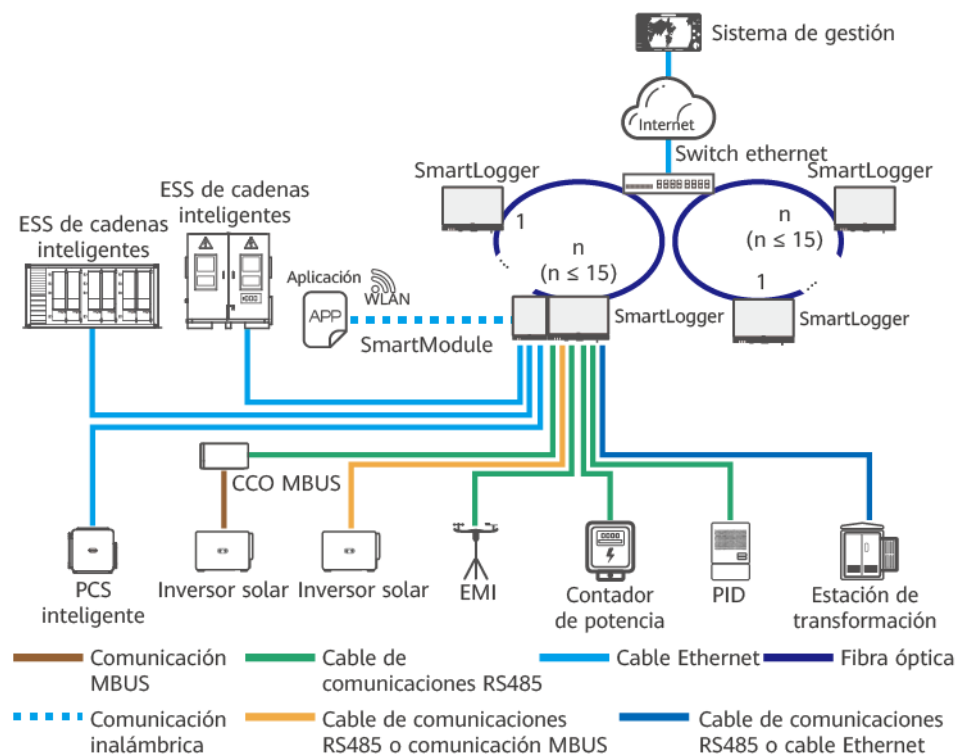 Sistema de gestión
Internet
Switch ethernet
SmartLogger
SmartLogger
ESS de cadenas
inteligentes
ESS de cadenas
inteligentes
1
n
(n ≤ 15)
n
(n ≤ 15)
1
Aplicación
WLAN
APP
SmartModule
SmartLogger
SmartLogger
CCO MBUS
PCS
inteligente
Inversor solar
Inversor solar
EMI
Contador
de potencia
PID
Estación de
transformación
Comunicación
MBUS
Cable de
comunicaciones RS485
Cable Ethernet
Fibra óptica
Comunicación
inalámbrica
Cable de comunicaciones
RS485 o comunicación MBUS
Cable de comunicaciones
RS485 o cable Ethernet